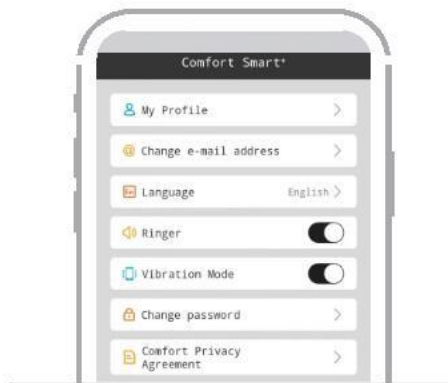 Comfort Smart⁺
My Profile
@ Change e-mail address
Language English
Ringer
Vibration Mode
Change password
Comfort Privacy
Agreement